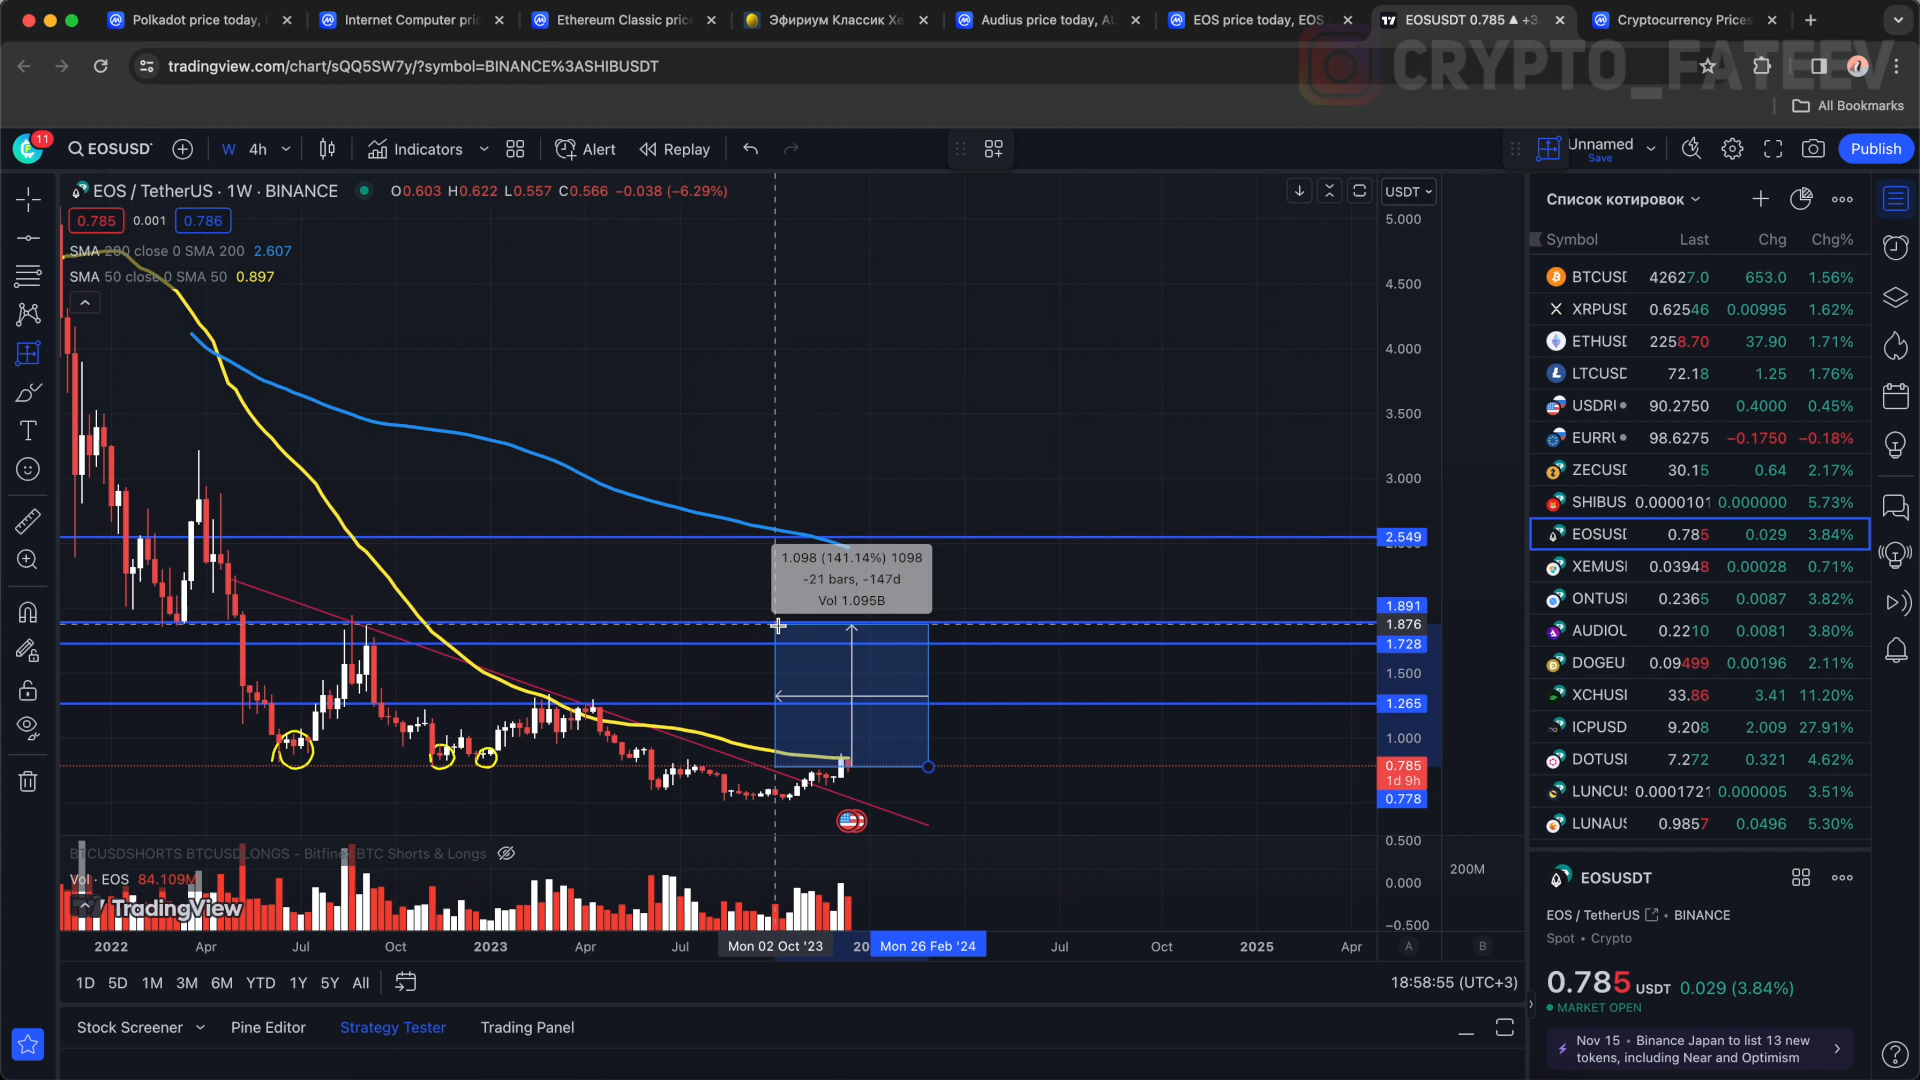 Polkadot price today,
Internet Computer pric
Ethereum Classic price
Эфириум Классик Хе
Audius price today, AU
EOS price today, EOS
EOSUSDT 0.785 ▲ +3
Cryptocurrency Prices
CRYPTO_FATEEV
tradingview.com/chart/sQQ5SW7y/?symbol=BINANCE%3ASHIBUSDT
All Bookmarks
11
EOSUSD
W
4h
Indicators
Alert
Replay
Unnamed
Save
Publish
EOS / TetherUS · 1W · BINANCE
O0.603 H0.622 L0.557 C0.566 −0.038 (−6.29%)
0.785
0.001
0.786
SMA 200 close 0 SMA 200 2.607
SMA 50 close 0 SMA 50 0.897
USDT
5.000
4.500
4.000
3.500
3.000
2.549
1.891
1.876
1.728
1.500
1.265
1.000
0.785
1d 9h
0.778
0.500
0.000
−0.500
200M
1.098 (141.14%) 1098
-21 bars, -147d
Vol 1.095B
BTCUSDSHORTS BTCUSDLONGS - Bitfinex BTC Shorts & Longs
Vol · EOS 84.109M
TradingView
2022
Apr
Jul
Oct
2023
Apr
Jul
Mon 02 Oct '23
20
Mon 26 Feb '24
Jul
Oct
2025
Apr
A
B
1D 5D 1M 3M 6M YTD 1Y 5Y All
18:58:55 (UTC+3)
Stock Screener
Pine Editor
Strategy Tester
Trading Panel
Список котировок
Symbol Last Chg Chg%
BTCUSD 42627.0 653.0 1.56%
XRPUSD 0.62546 0.00995 1.62%
ETHUSD 2258.70 37.90 1.71%
LTCUSD 72.18 1.25 1.76%
USDRU 90.2750 0.4000 0.45%
EURRU 98.6275 −0.1750 −0.18%
ZECUSD 30.15 0.64 2.17%
SHIBUS 0.0000101 0.000000 5.73%
EOSUSD 0.785 0.029 3.84%
XEMUSI 0.03948 0.00028 0.71%
ONTUSI 0.2365 0.0087 3.82%
AUDIOU 0.2210 0.0081 3.80%
DOGEU 0.09499 0.00196 2.11%
XCHUSI 33.86 3.41 11.20%
ICPUSD 9.208 2.009 27.91%
DOTUSI 7.272 0.321 4.62%
LUNCUS 0.0001721 0.000005 3.51%
LUNAUS 0.9857 0.0496 5.30%
EOSUSDT
EOS / TetherUS • BINANCE
Spot • Crypto
0.785 USDT 0.029 (3.84%)
MARKET OPEN
Nov 15 • Binance Japan to list 13 new
tokens, including Near and Optimism